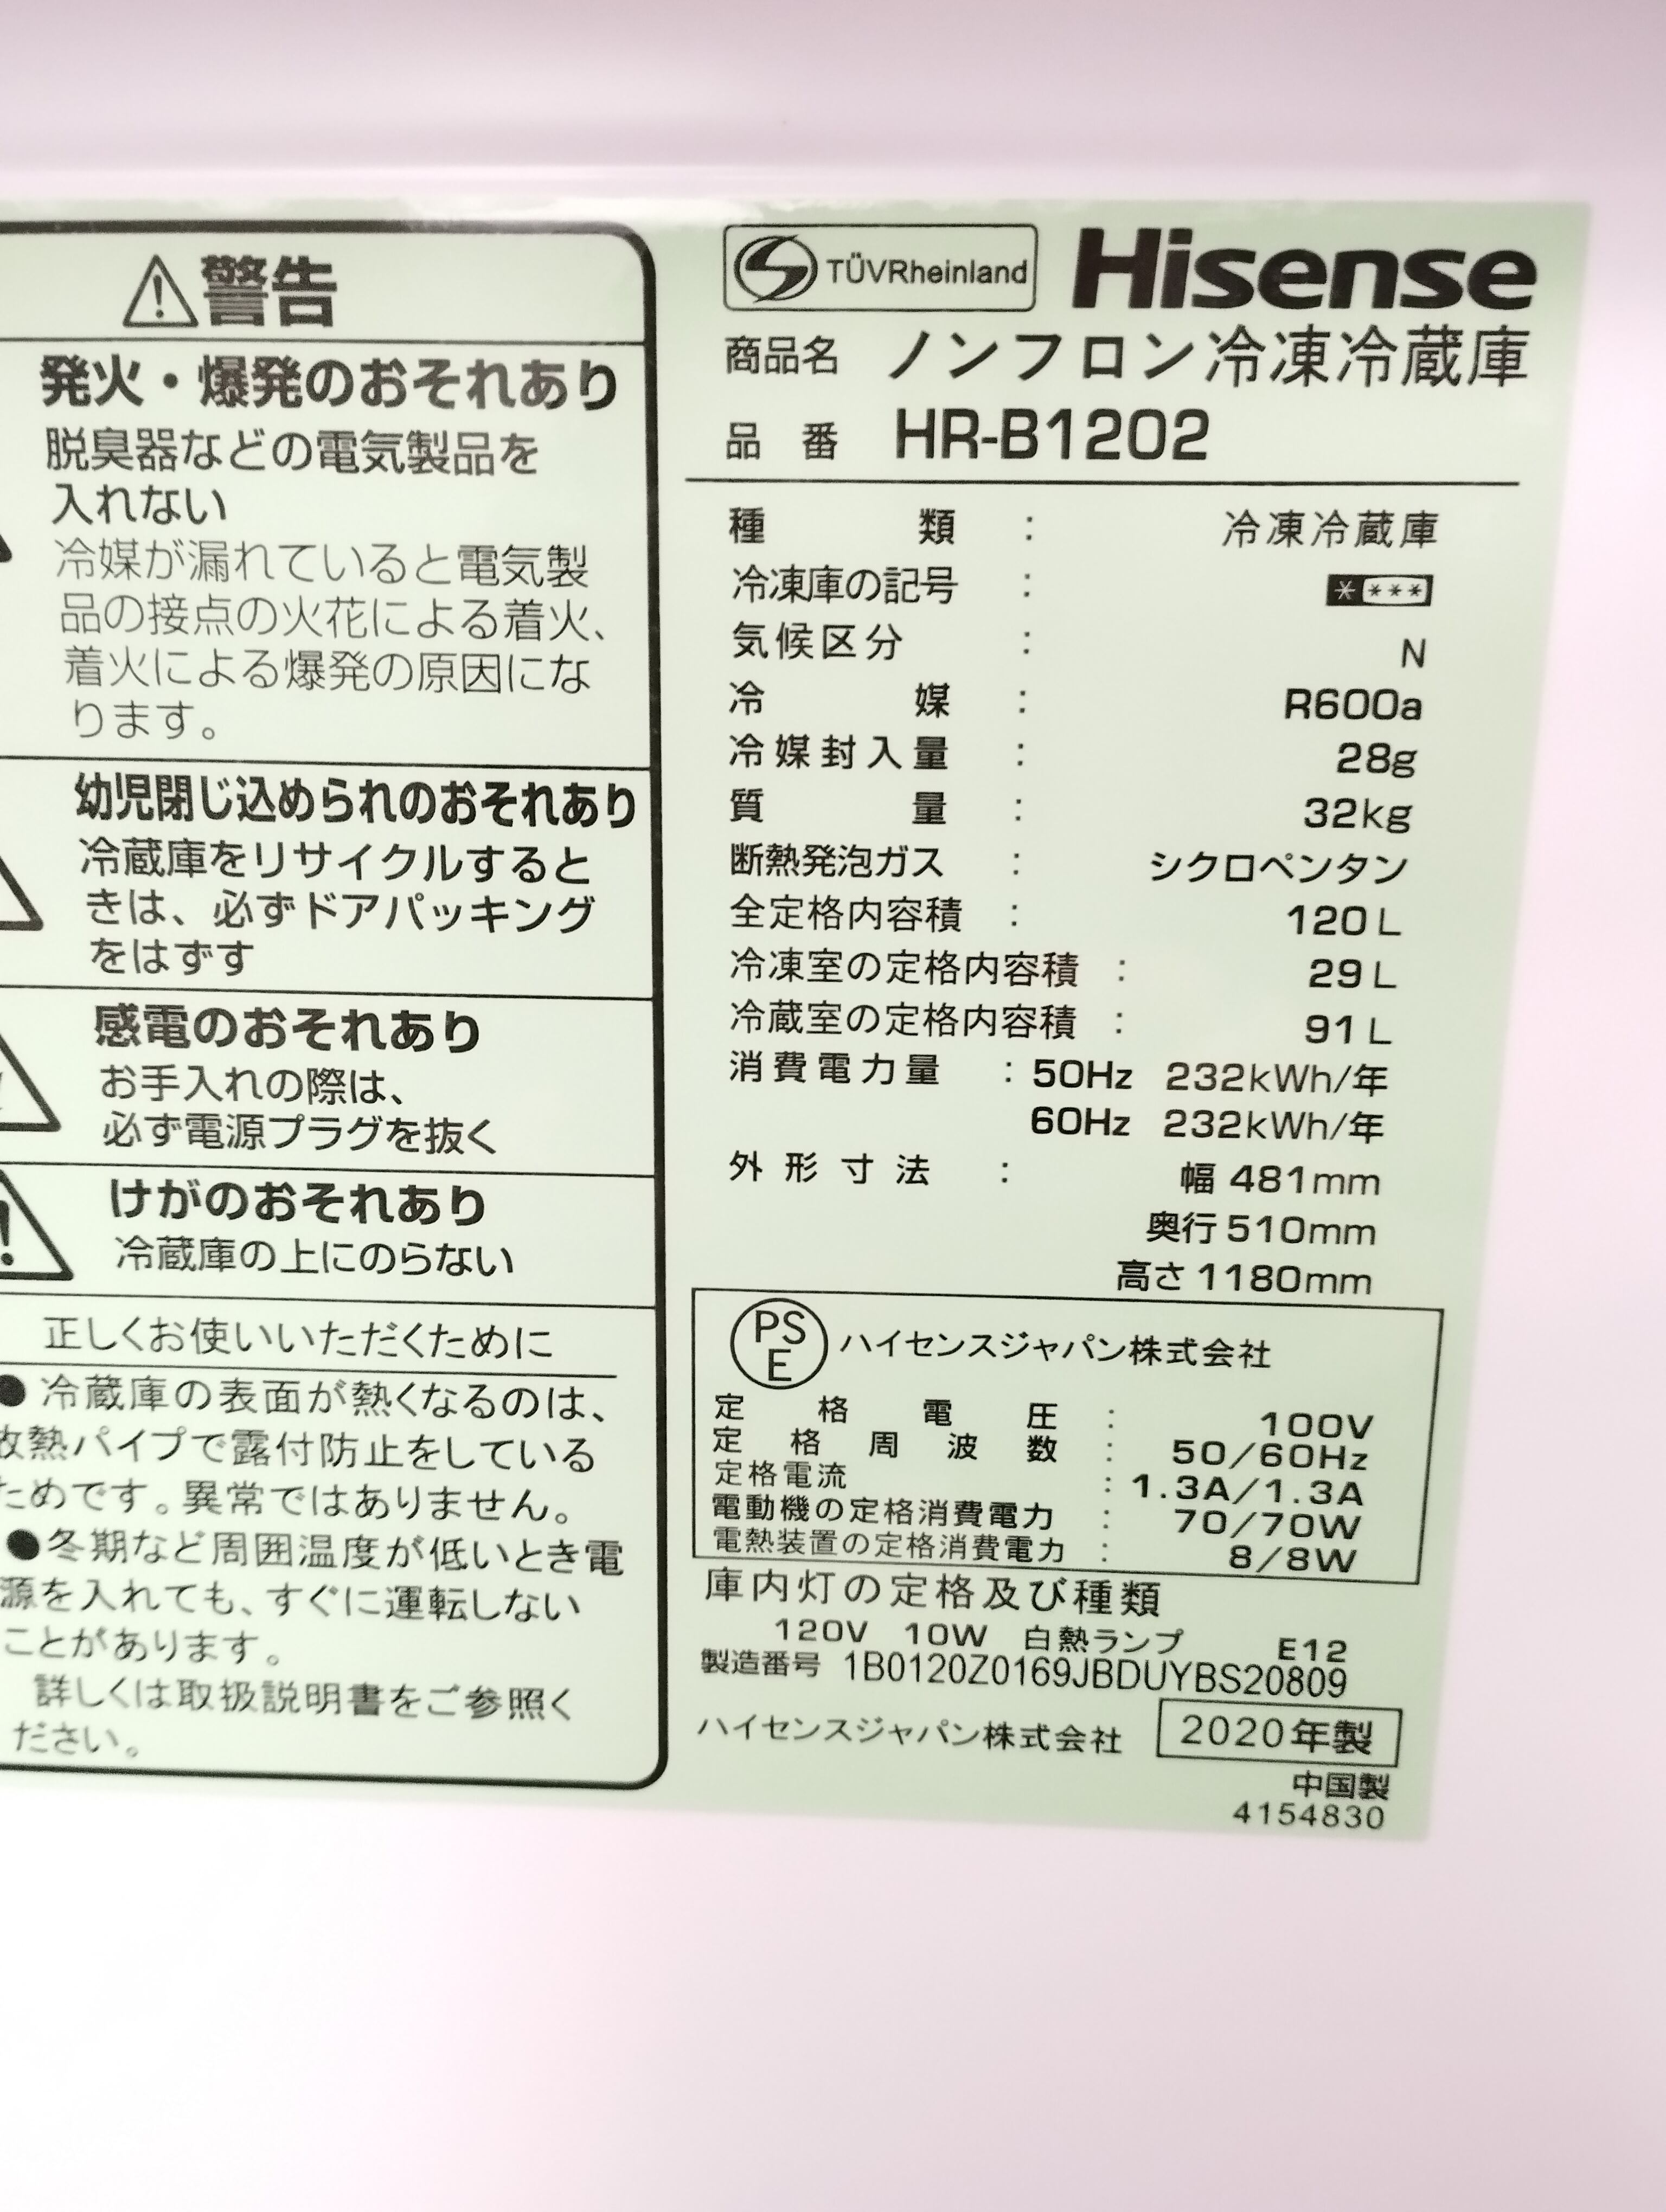 警告
発火・爆発のおそれあり
脱臭器などの電気製品を
入れない
冷媒が漏れていると電気製
品の接点の火花による着火、
着火による爆発の原因にな
ります。
幼児閉じ込められのおそれあり
冷蔵庫をリサイクルすると
きは、必ずドアパッキング
をはずす
感電のおそれあり
お手入れの際は、
必ず電源プラグを抜く
けがのおそれあり
冷蔵庫の上にのらない
正しくお使いいただくために
● 冷蔵庫の表面が熱くなるのは、
放熱パイプで露付防止をしている
ためです。異常ではありません。
●冬期など周囲温度が低いとき電
源を入れても、すぐに運転しない
ことがあります。
詳しくは取扱説明書をご参照く
ださい。
TÜVRheinland Hisense
商品名 ノンフロン冷凍冷蔵庫
品番 HR-B1202
種類 : 冷凍冷蔵庫
冷凍庫の記号 : * ***
気候区分 : N
冷媒 : R600a
冷媒封入量 : 28g
質量 : 32kg
断熱発泡ガス : シクロペンタン
全定格内容積 : 120 L
冷凍室の定格内容積 : 29 L
冷蔵室の定格内容積 : 91 L
消費電力量 : 50Hz 232kWh/年
60Hz 232kWh/年
外形寸法 : 幅 481mm
奥行 510mm
高さ 1180mm
PS
E
ハイセンスジャパン株式会社
定格電圧 : 100V
定格周波数 : 50/60Hz
定格電流 : 1.3A/1.3A
電動機の定格消費電力 : 70/70W
電熱装置の定格消費電力 : 8/8W
庫内灯の定格及び種類
120V 10W 白熱ランプ E12
製造番号 1B0120Z0169JBDUYBS20809
ハイセンスジャパン株式会社 2020年製
中国製
4154830